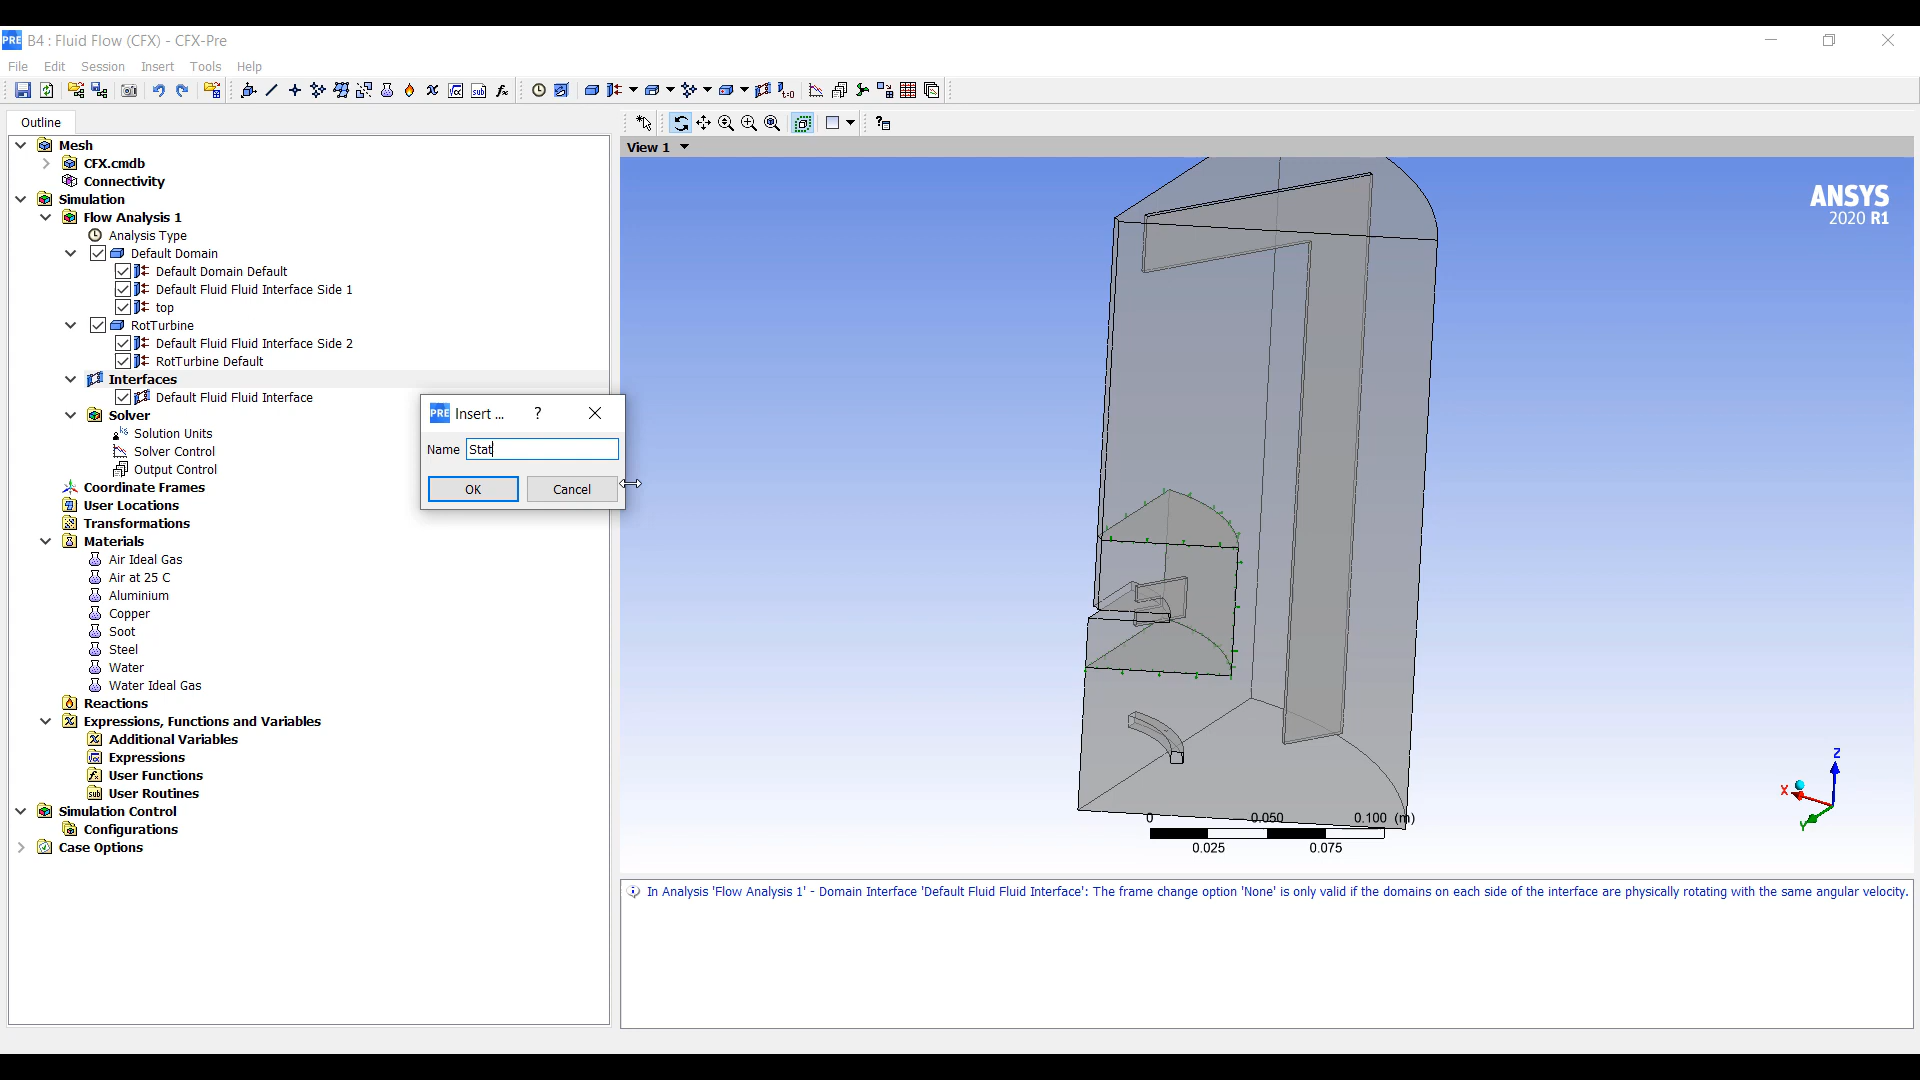 PRE B4 : Fluid Flow (CFX) - CFX-Pre
File Edit Session Insert Tools Help
Outline
Mesh
CFX.cmdb
Connectivity
Simulation
Flow Analysis 1
Analysis Type
Default Domain
Default Domain Default
Default Fluid Fluid Interface Side 1
top
RotTurbine
Default Fluid Fluid Interface Side 2
RotTurbine Default
Interfaces
Default Fluid Fluid Interface
Solver
Solution Units
Solver Control
Output Control
Coordinate Frames
User Locations
Transformations
Materials
Air Ideal Gas
Air at 25 C
Aluminium
Copper
Soot
Steel
Water
Water Ideal Gas
Reactions
Expressions, Functions and Variables
Additional Variables
Expressions
User Functions
User Routines
Simulation Control
Configurations
Case Options
PRE Insert ... ?
Name Stat
OK Cancel
View 1
ANSYS
2020 R1
Z
X
Y
0 0.050 0.100 (m)
0.025 0.075
In Analysis 'Flow Analysis 1' - Domain Interface 'Default Fluid Fluid Interface': The frame change option 'None' is only valid if the domains on each side of the interface are physically rotating with the same angular velocity.